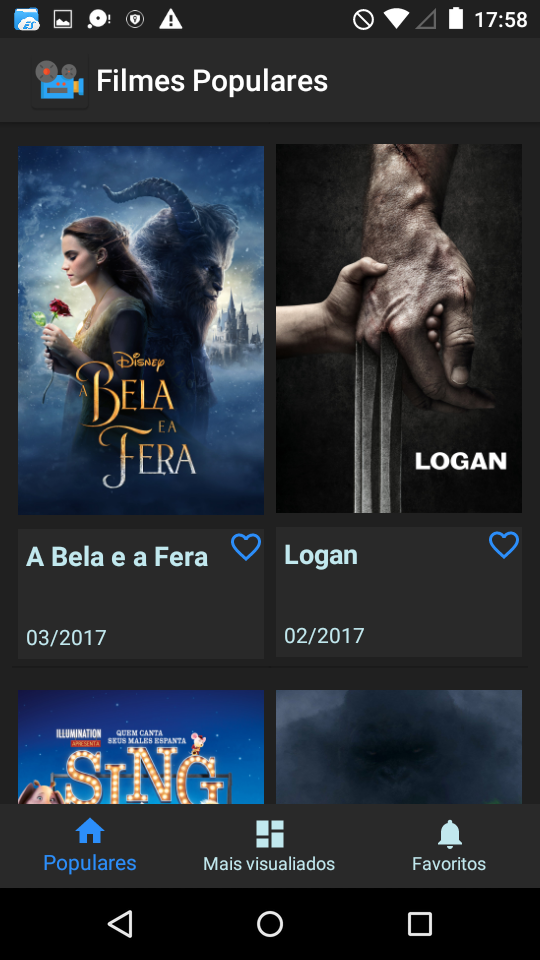 17:58
Filmes Populares
Disney
A BELA
E A
FERA
LOGAN
A Bela e a Fera
03/2017
Logan
02/2017
ILLUMINATION
APRESENTA
QUEM CANTA
SEUS MALES ESPANTA
SING
Populares
Mais visualiados
Favoritos